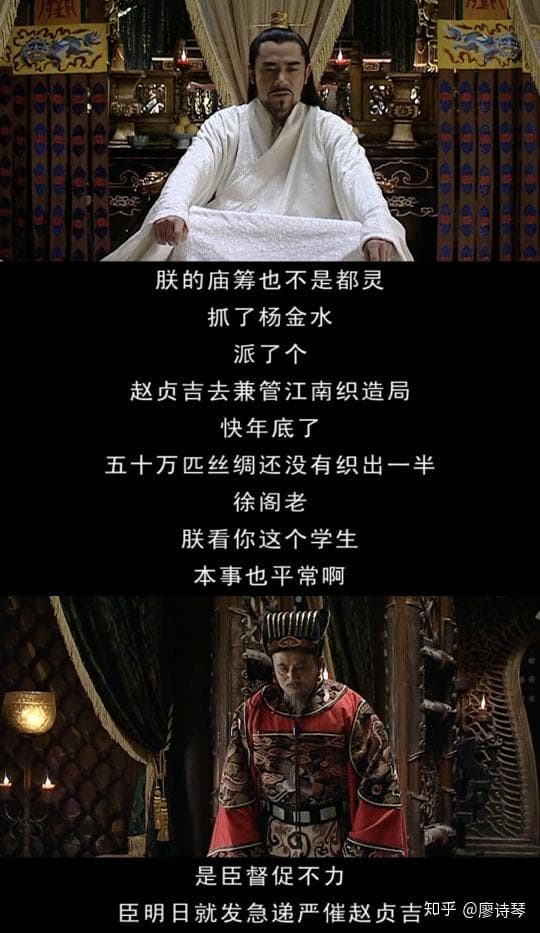 朕的庙筹也不是都灵
抓了杨金水
派了个
赵贞吉去兼管江南织造局
快年底了
五十万匹丝绸还没有织出一半
徐阁老
朕看你这个学生
本事也平常啊
是臣督促不力
臣明日就发急递严催赵贞吉
知乎 @廖诗琴